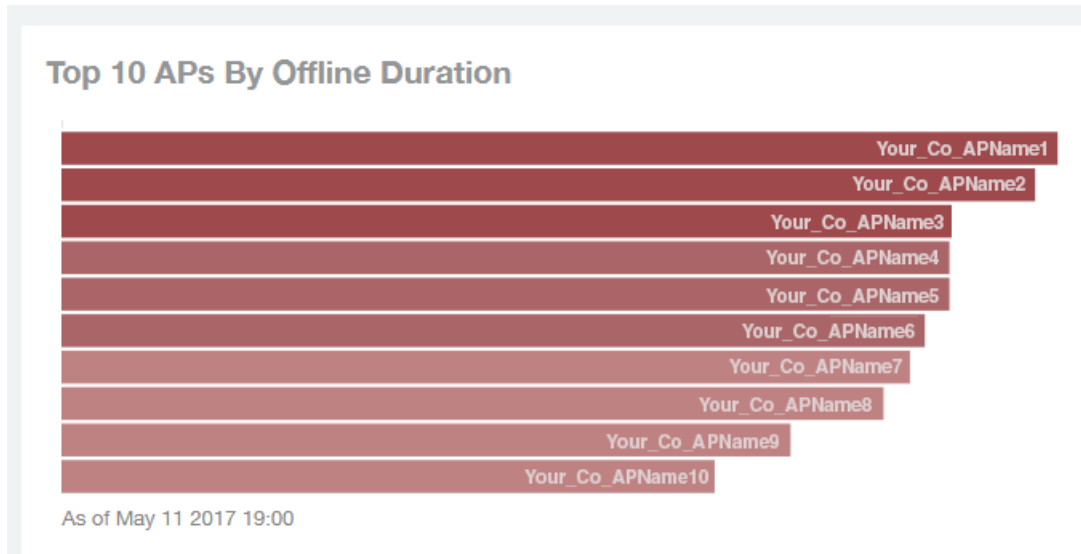 Top 10 APs By Offline Duration
Your_Co_APName1
Your_Co_APName2
Your_Co_APName3
Your_Co_APName4
Your_Co_APName5
Your_Co_APName6
Your_Co_APName7
Your_Co_APName8
Your_Co_APName9
Your_Co_APName10
As of May 11 2017 19:00